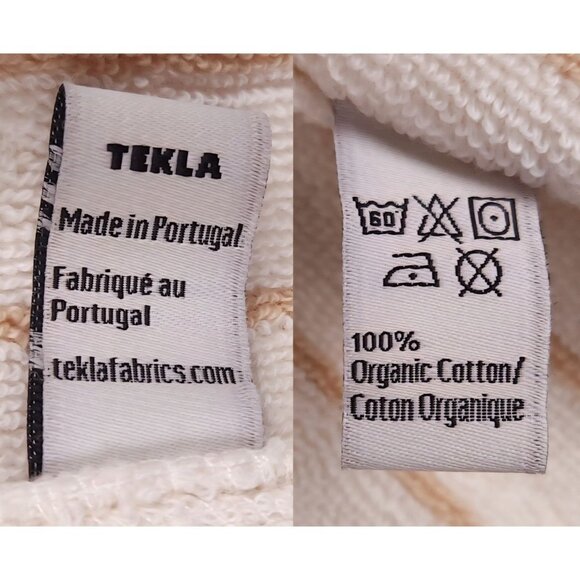 TEKLA
Made in Portugal
Fabriqué au
Portugal
teklafabrics.com
60
100%
Organic Cotton/
Coton Organique